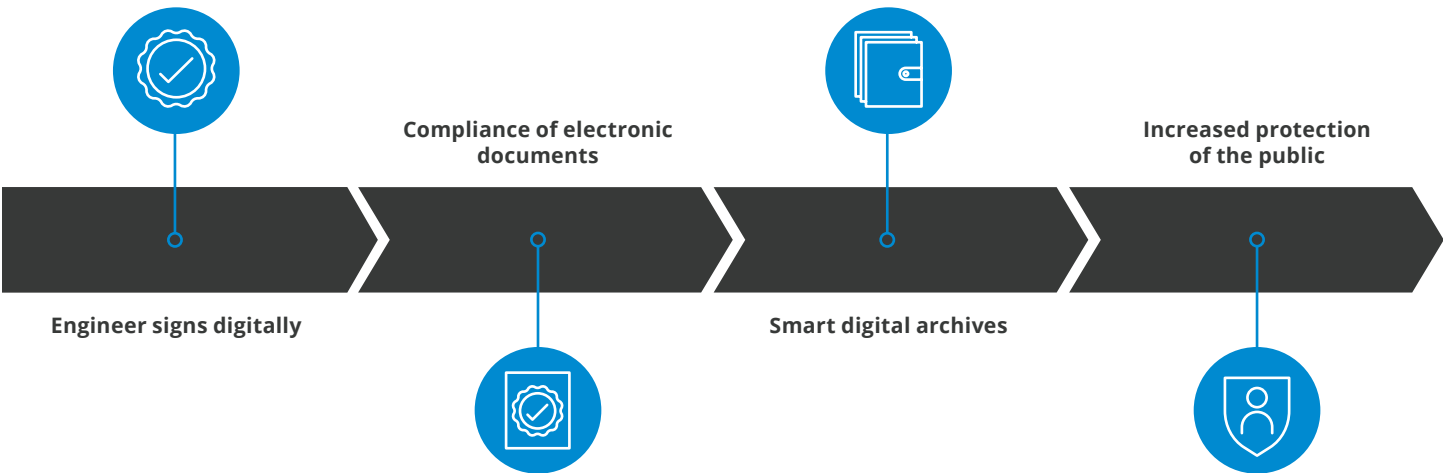 Engineer signs digitally
Compliance of electronic
documents
Smart digital archives
Increased protection
of the public